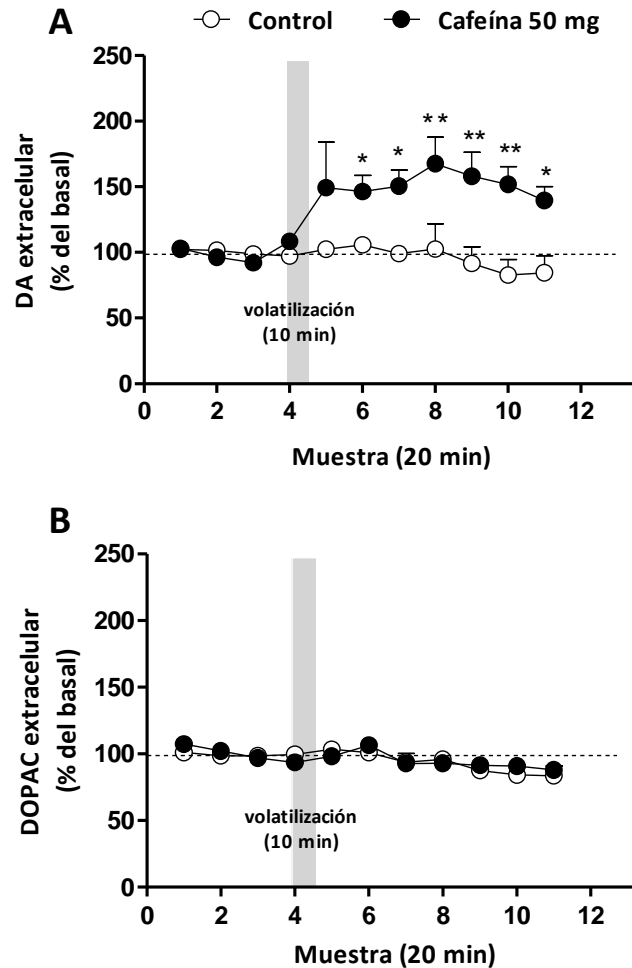 A
Control
Cafeína 50 mg
250
200
150
100
50
0
DA extracelular
(% del basal)
*
*
**
**
**
*
volatilización
(10 min)
0 2 4 6 8 10 12
Muestra (20 min)
B
250
200
150
100
50
0
DOPAC extracelular
(% del basal)
volatilización
(10 min)
0 2 4 6 8 10 12
Muestra (20 min)